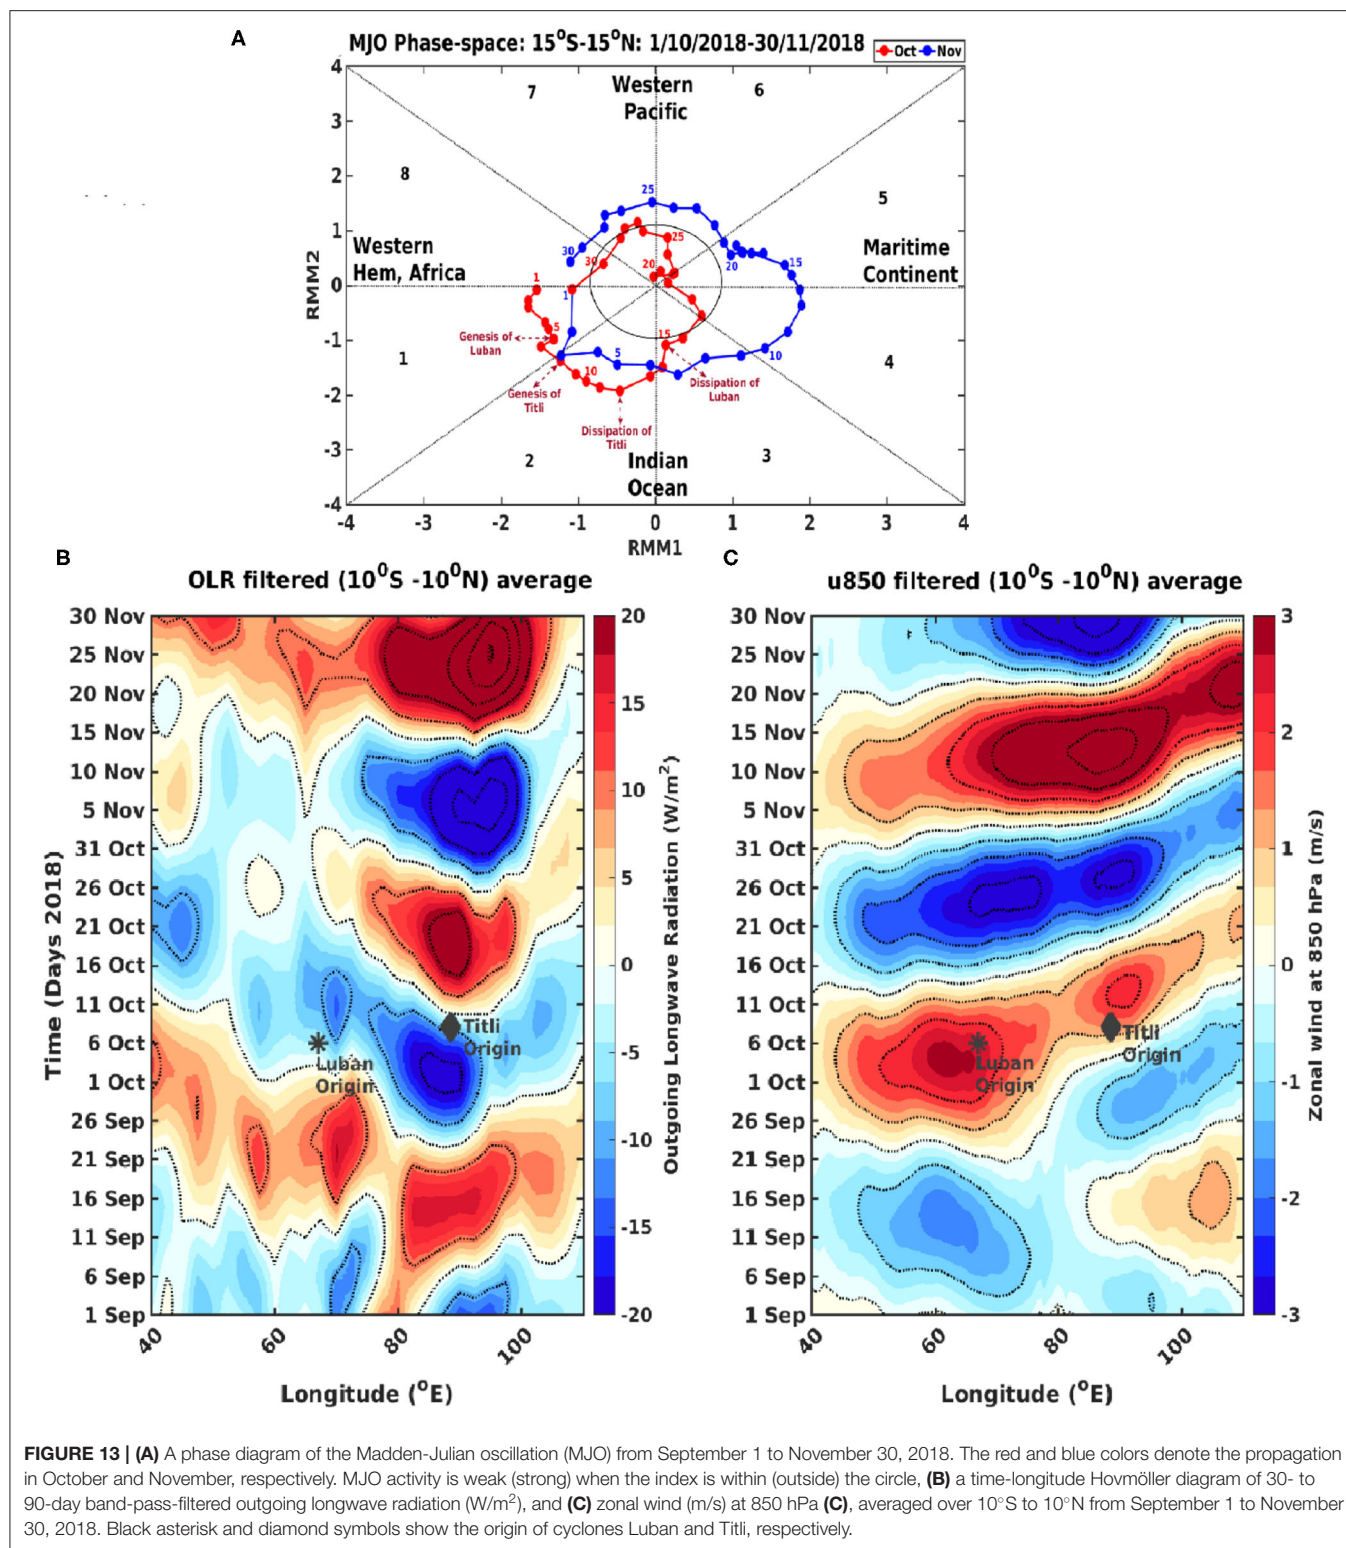 A
MJO Phase-space: 15⁰S-15⁰N: 1/10/2018-30/11/2018
Oct Nov
4
3
2
1
0
-1
-2
-3
-4
RMM2
-4 -3 -2 -1 0 1 2 3 4
RMM1
7
Western
Pacific
6
8
5
Western
Hem, Africa
Maritime
Continent
1
4
2
Indian
Ocean
3
25
30
30
25
20
20
15
1
1
5
15
5
10
10
Genesis of
Luban
Genesis of
Titli
Dissipation of
Luban
Dissipation of
Titli
B
OLR filtered (10⁰S -10⁰N) average
30 Nov
25 Nov
20 Nov
15 Nov
10 Nov
5 Nov
31 Oct
26 Oct
21 Oct
16 Oct
11 Oct
6 Oct
1 Oct
26 Sep
21 Sep
16 Sep
11 Sep
6 Sep
1 Sep
Time (Days 2018)
40 60 80 100
Longitude (⁰E)
Titli
Origin
Luban
Origin
20
15
10
5
0
-5
-10
-15
-20
Outgoing Longwave Radiation (W/m²)
C
u850 filtered (10⁰S -10⁰N) average
30 Nov
25 Nov
20 Nov
15 Nov
10 Nov
5 Nov
31 Oct
26 Oct
21 Oct
16 Oct
11 Oct
6 Oct
1 Oct
26 Sep
21 Sep
16 Sep
11 Sep
6 Sep
1 Sep
40 60 80 100
Longitude (⁰E)
Titli
Origin
Luban
Origin
3
2
1
0
-1
-2
-3
Zonal wind at 850 hPa (m/s)
FIGURE 13 | (A) A phase diagram of the Madden-Julian oscillation (MJO) from September 1 to November 30, 2018. The red and blue colors denote the propagation
in October and November, respectively. MJO activity is weak (strong) when the index is within (outside) the circle, (B) a time-longitude Hovmöller diagram of 30- to
90-day band-pass-filtered outgoing longwave radiation (W/m²), and (C) zonal wind (m/s) at 850 hPa (C), averaged over 10°S to 10°N from September 1 to November
30, 2018. Black asterisk and diamond symbols show the origin of cyclones Luban and Titli, respectively.